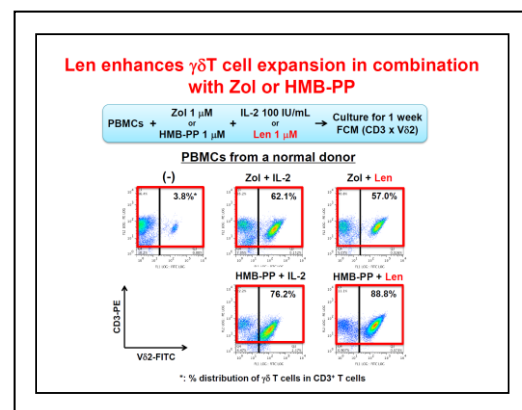 Len enhances γδT cell expansion in combination
with Zol or HMB-PP
PBMCs + Zol 1 μM or HMB-PP 1 μM + IL-2 100 IU/mL or Len 1 μM → Culture for 1 week FCM (CD3 x Vδ2)
PBMCs from a normal donor
(-) Zol + IL-2 Zol + Len
3.8%* 62.1% 57.0%
HMB-PP + IL-2 HMB-PP + Len
76.2% 88.8%
CD3-PE
Vδ2-FITC
*: % distribution of γδ T cells in CD3⁺ T cells